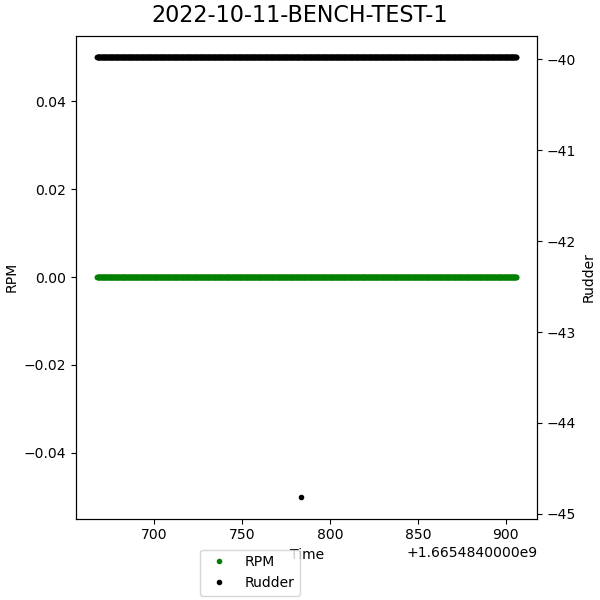 2022-10-11-BENCH-TEST-1
0.04
0.02
0.00
−0.02
−0.04
RPM
−40
−41
−42
−43
−44
−45
Rudder
700
750
800
850
900
Time
+1.6654840000e9
RPM
Rudder